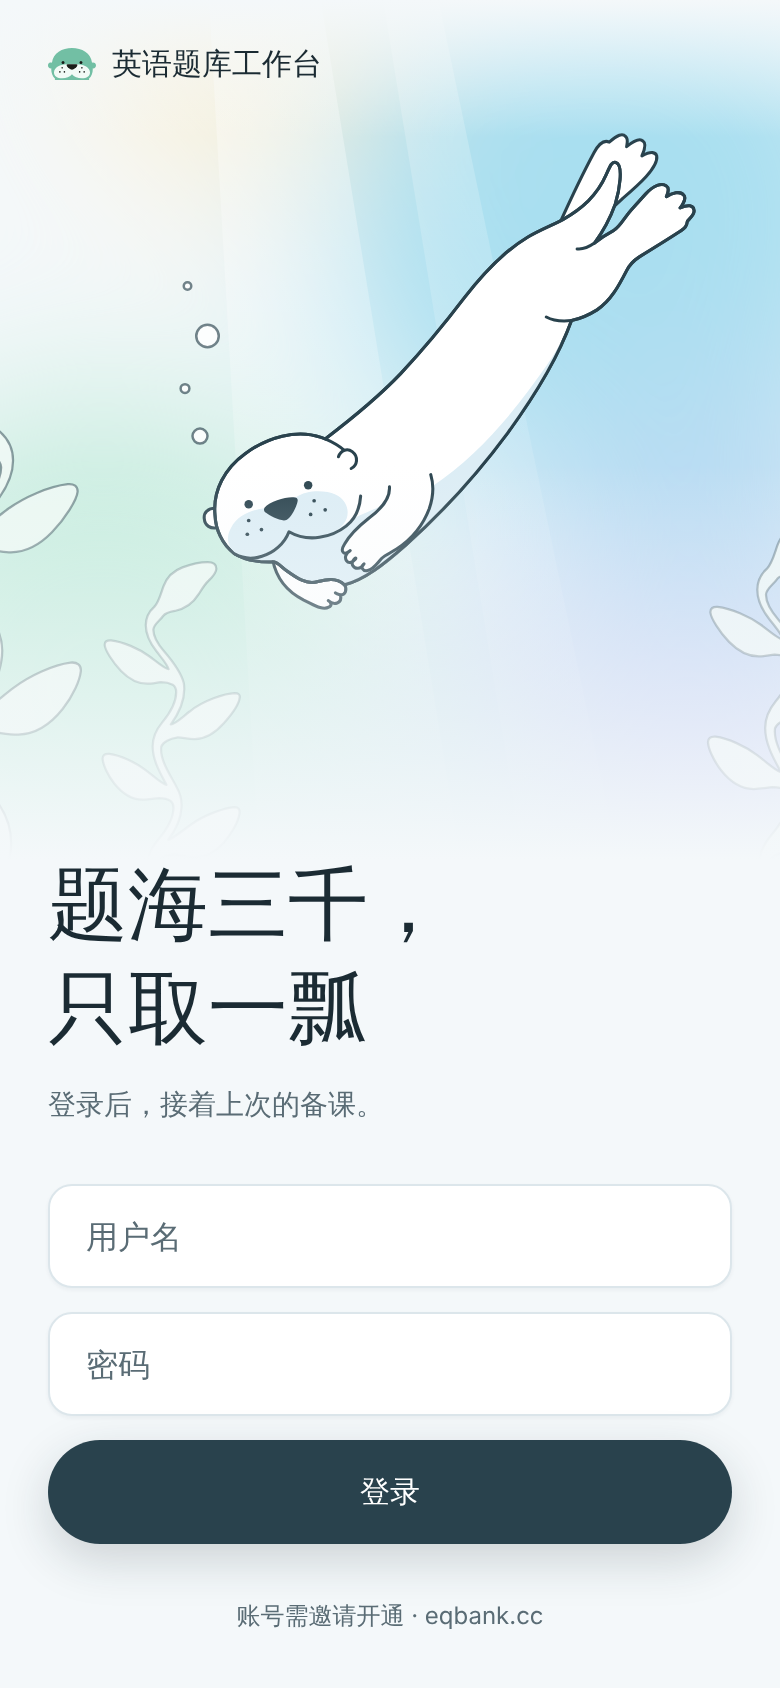 英语题库工作台
题海三千，
只取一瓢
登录后，接着上次的备课。
用户名
密码
登录
账号需邀请开通 · eqbank.cc